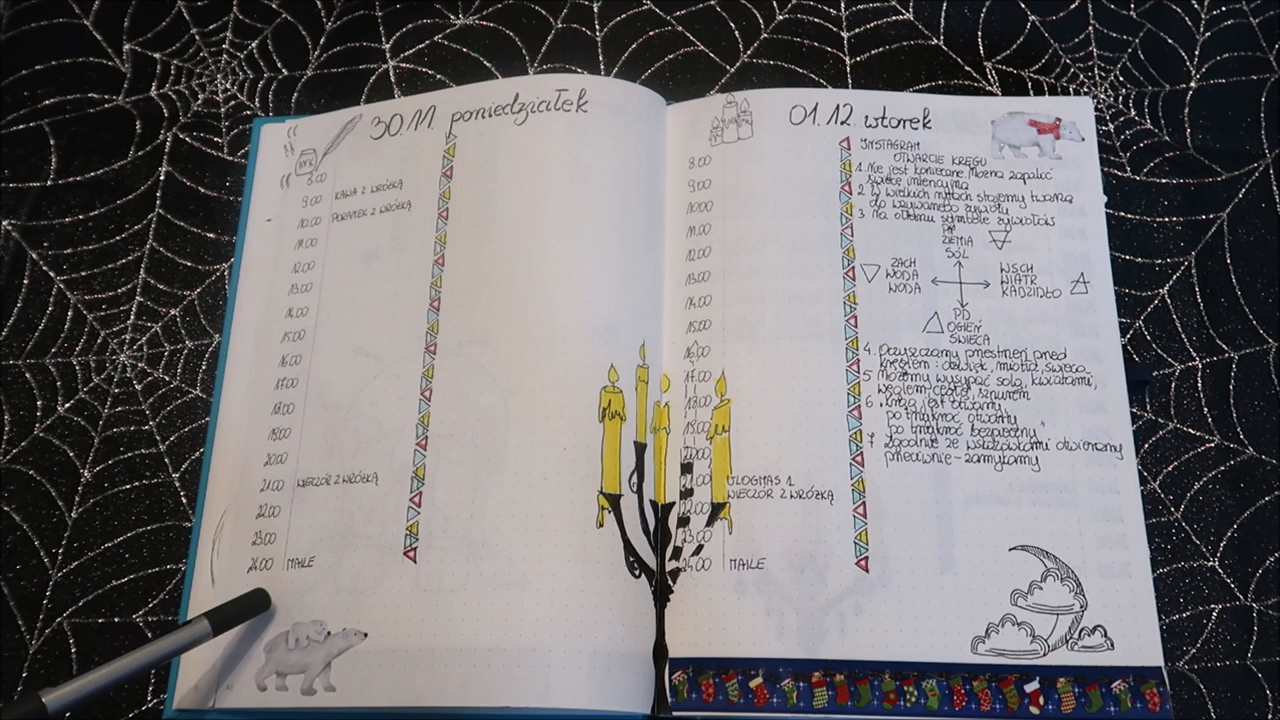 30.11. poniedziałek
8.00
9.00 KAWA Z WRÓŻKĄ
10.00 PORANEK Z WRÓŻKĄ
11.00
12.00
13.00
14.00
15.00
16.00
17.00
18.00
19.00
20.00
21.00 WIECZÓR Z WRÓŻKĄ
22.00
23.00
24.00 MAILE
01.12. wtorek
8.00
9.00
10.00
11.00
12.00
13.00
14.00
15.00
16.00
17.00
18.00
19.00
20.00
21.00 VLOGMAS 1
WIECZÓR Z WRÓŻKĄ
22.00
23.00
24.00 MAILE
INSTAGRAM
OTWARCIE KRĘGU
1. Nie jest konieczne. Można zapalić
świecę intencyjną
2 W wielkich rytach stajemy twarzą
do wzywanego żywiołu
3 Na ołtarzu symbole żywiołów
PN
ZIEMIA
SÓL
ZACH
WODA
WODA
WSCH
WIATR
KADZIDŁO
PD
OGIEŃ
ŚWIECA
4. Oczyszczamy przestrzeń przed
kręgiem: dźwięk, miotła, świeca
5 Możemy wysypać solą, kwiatami,
węglem, sznurem
6. Krąg jest otwarty,
po trzykroć otwarty
po trzykroć bezpieczny"
7 Zgodnie ze wskazówkami otwieramy
przeciwnie - zamykamy